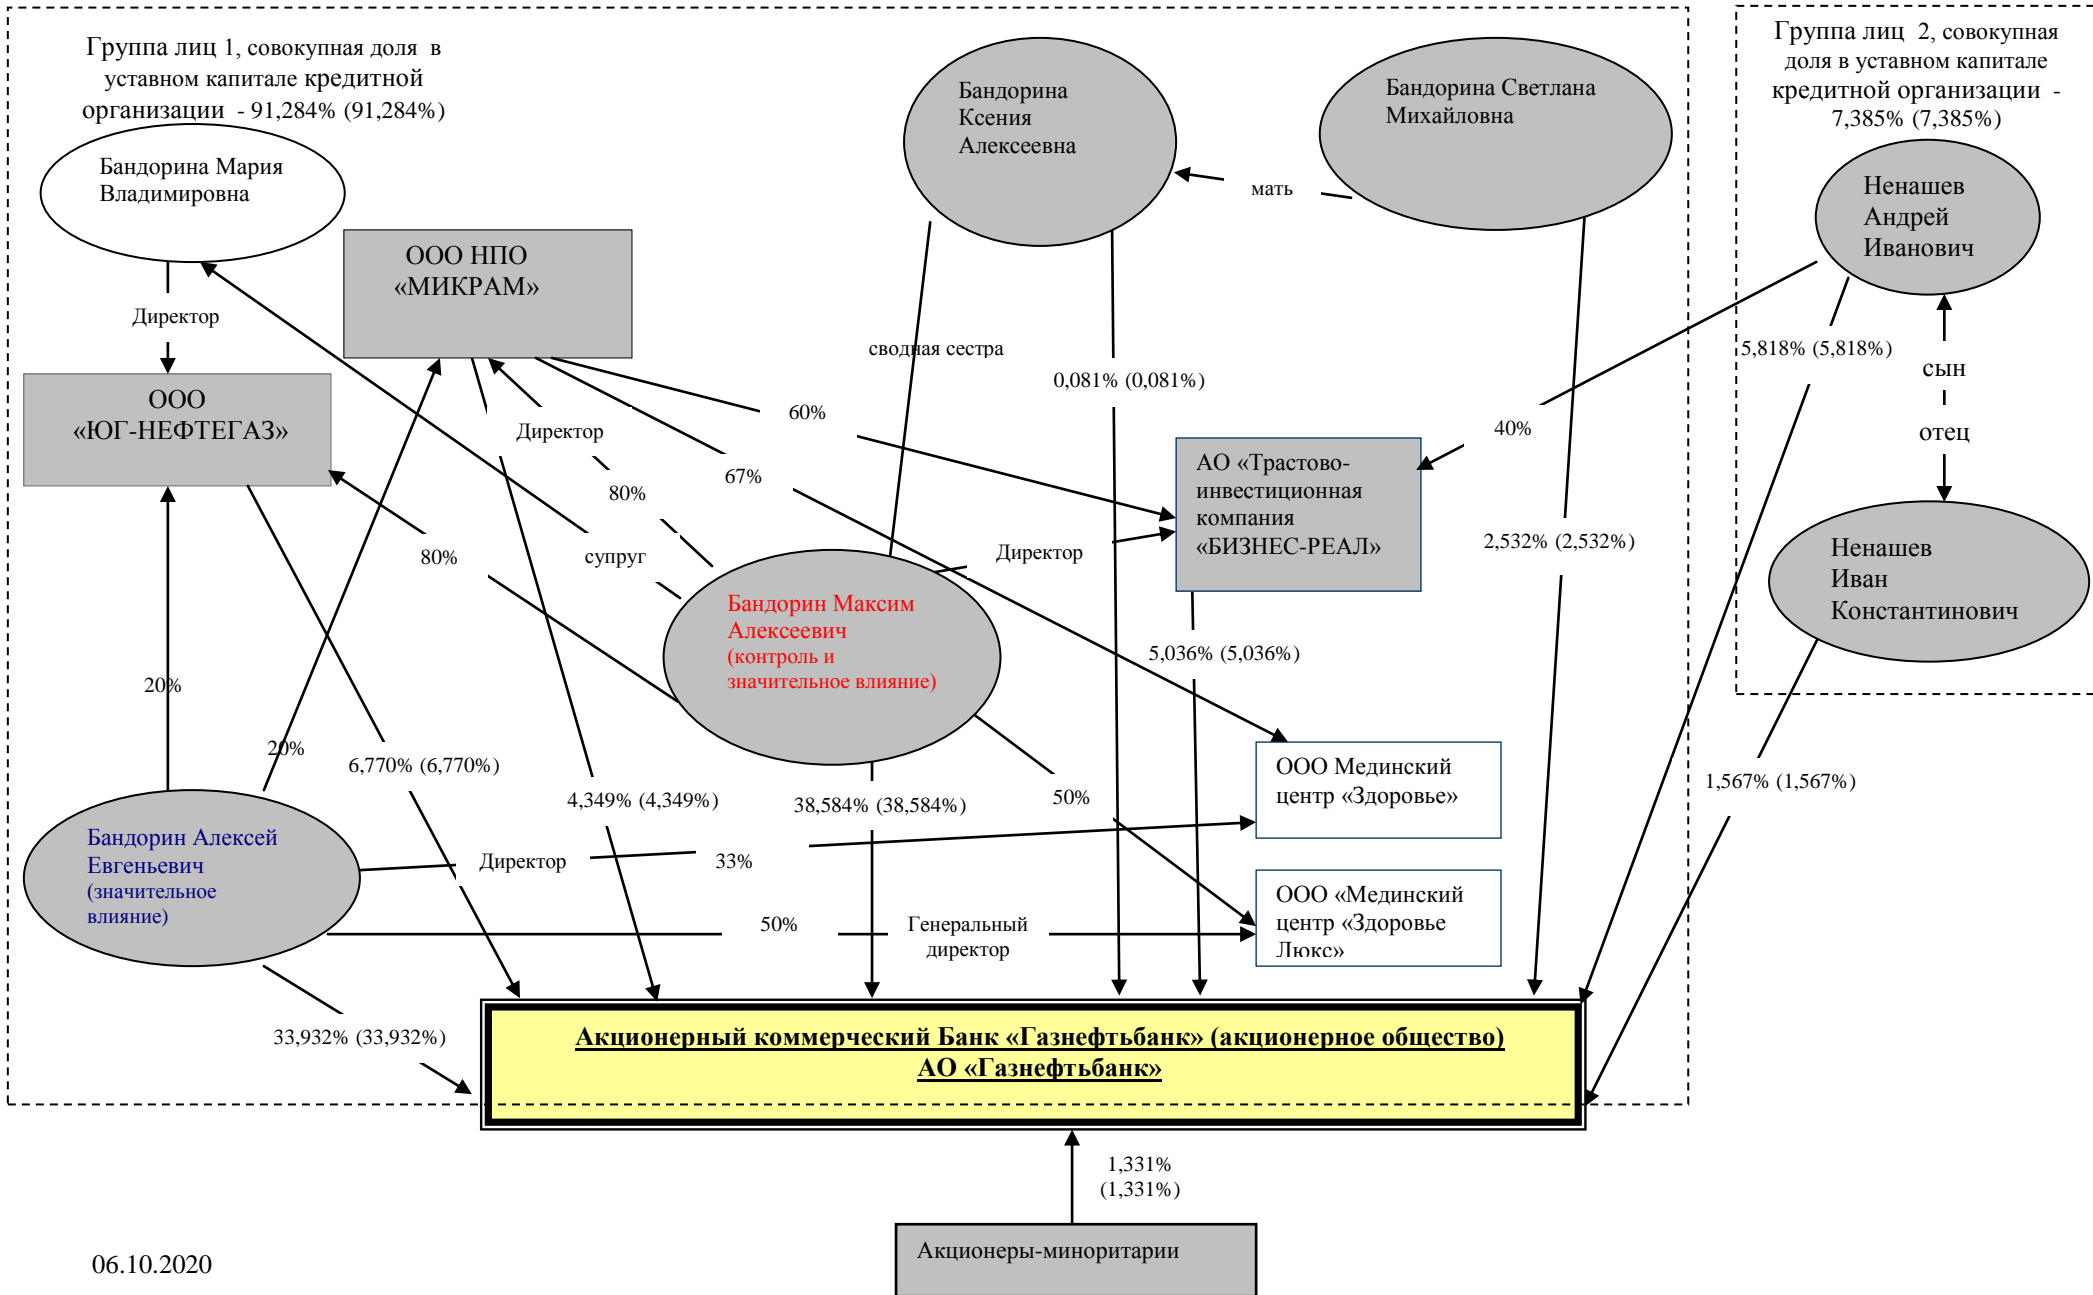 Группа лиц 1, совокупная доля в
уставном капитале кредитной
организации - 91,284% (91,284%)
Группа лиц 2, совокупная
доля в уставном капитале
кредитной организации -
7,385% (7,385%)
Бандорина
Ксения
Алексеевна
Бандорина Светлана
Михайловна
Бандорина Мария
Владимировна
мать
Ненашев
Андрей
Иванович
ООО НПО
«МИКРАМ»
Директор
сводная сестра
5,818% (5,818%)
0,081% (0,081%)
сын
ООО
«ЮГ-НЕФТЕГАЗ»
60%
40%
Директор
отец
67%
80%
АО «Трастово-
инвестиционная
компания
«БИЗНЕС-РЕАЛ»
2,532% (2,532%)
80%
супруг
Директор
Ненашев
Иван
Константинович
Бандорин Максим
Алексеевич
(контроль и
значительное влияние)
5,036% (5,036%)
20%
20%
6,770% (6,770%)
4,349% (4,349%)
38,584% (38,584%)
50%
ООО Мединский
центр «Здоровье»
1,567% (1,567%)
Бандорин Алексей
Евгеньевич
(значительное
влияние)
Директор
33%
ООО «Мединский
центр «Здоровье
Люкс»
50%
Генеральный
директор
33,932% (33,932%)
Акционерный коммерческий Банк «Газнефтьбанк» (акционерное общество)
АО «Газнефтьбанк»
1,331%
(1,331%)
Акционеры-миноритарии
06.10.2020